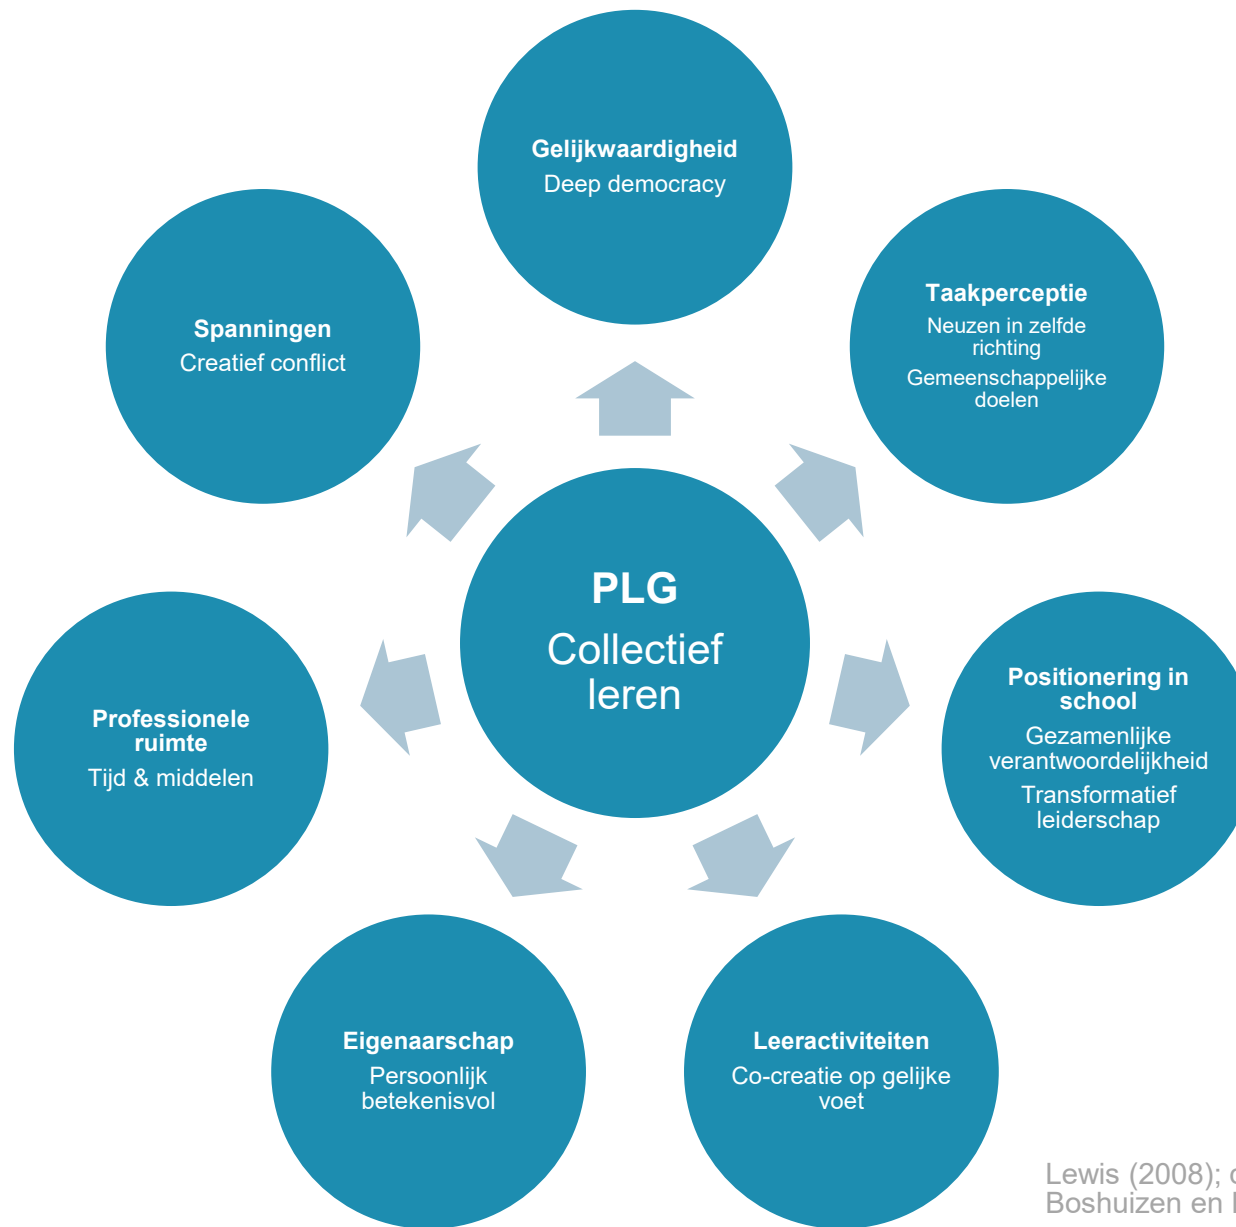 Gelijkwaardigheid
Deep democracy
Taakperceptie
Neuzen in zelfde
richting
Gemeenschappelijke
doelen
Positionering in
school
Gezamenlijke
verantwoordelijkheid
Transformatief
leiderschap
Leeractiviteiten
Co-creatie op gelijke
voet
Eigenaarschap
Persoonlijk
betekenisvol
Professionele
ruimte
Tijd & middelen
Spanningen
Creatief conflict
PLG
Collectief
leren
Lewis (2008);
Boshuizen en